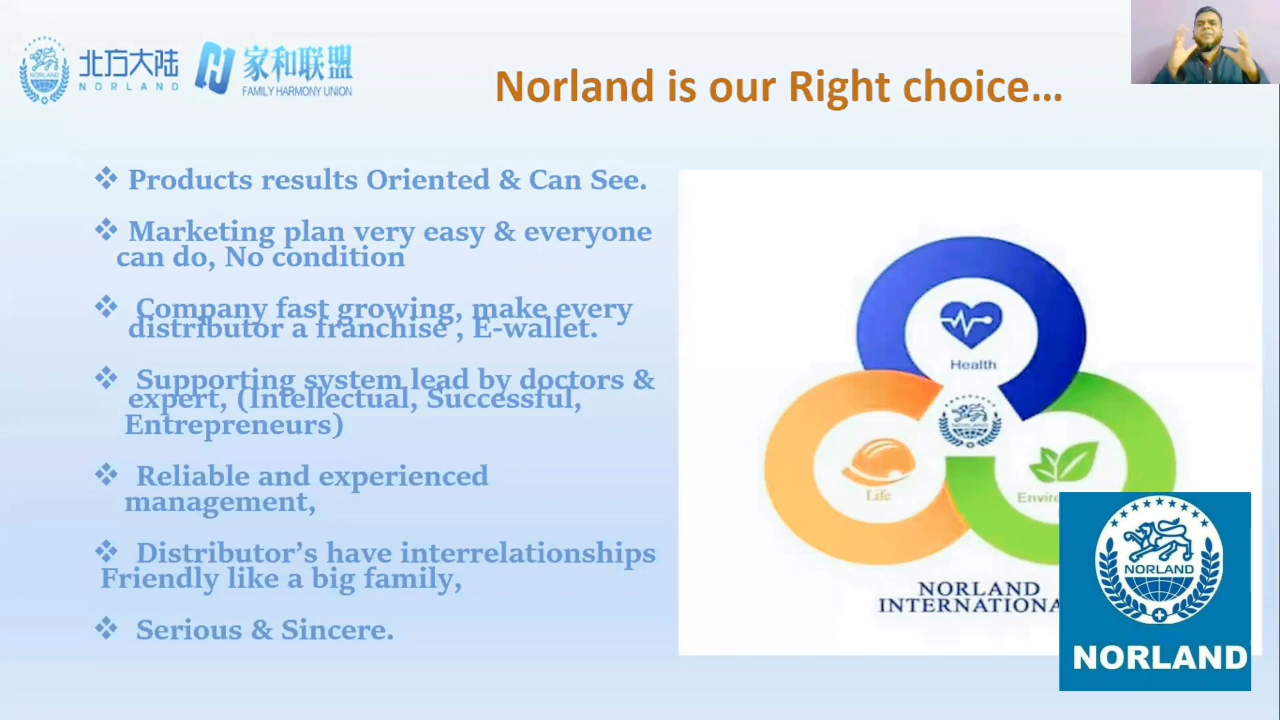 北方大陆
NORLAND
家和联盟
FAMILY HARMONY UNION
NORLAND
Norland is our Right choice...
❖ Products results Oriented & Can See.
❖ Marketing plan very easy & everyone
can do, No condition
❖ Company fast growing, make every
distributor a franchise , E-wallet.
❖ Supporting system lead by doctors &
expert, (Intellectual, Successful,
Entrepreneurs)
❖ Reliable and experienced
management,
❖ Distributor’s have interrelationships
Friendly like a big family,
❖ Serious & Sincere.
Health
NORLAND
Life
NORLAND
INTERNATIONA
NORLAND
NORLAND